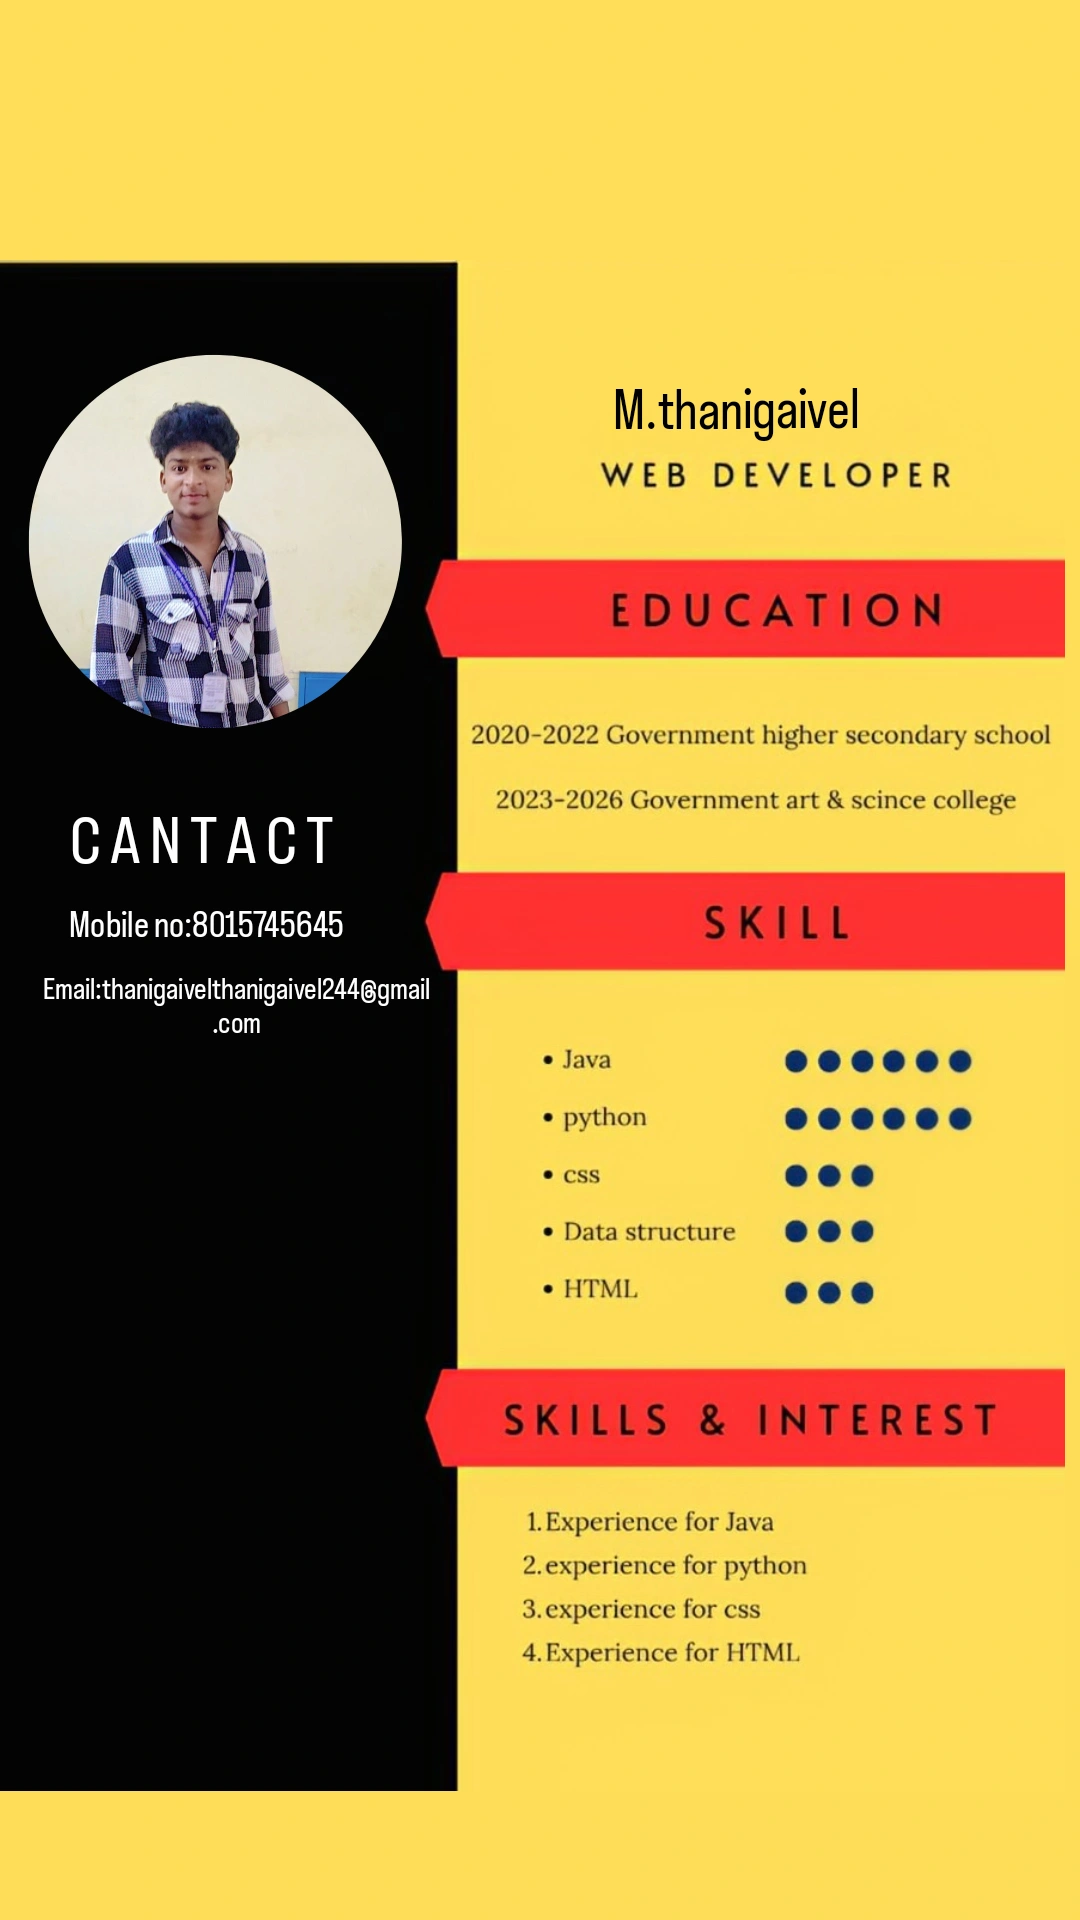 M.thanigaivel
WEB DEVELOPER
EDUCATION
2020-2022 Government higher secondary school
2023-2026 Government art & scince college
CANTACT
Mobile no:8015745645
Email:thanigaivelthanigaivel244@gmail
.com
SKILL
• Java
• python
• css
• Data structure
• HTML
SKILLS & INTEREST
1. Experience for Java
2. experience for python
3. experience for css
4. Experience for HTML